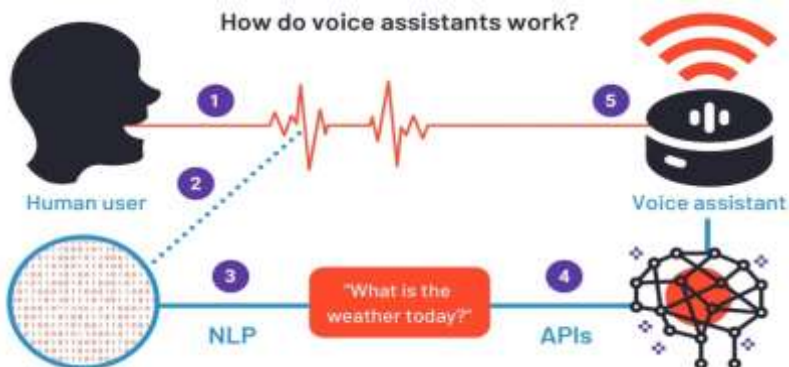 How do voice assistants work?
1
5
2
Human user
Voice assistant
3
4
"What is the
weather today?"
NLP
APIs